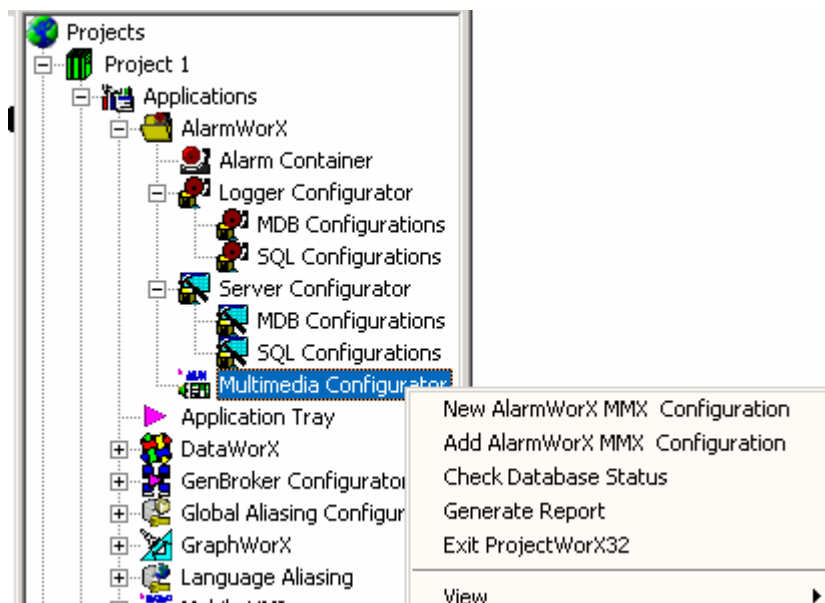 Projects
Project 1
Applications
AlarmWorX
Alarm Container
Logger Configurator
MDB Configurations
SQL Configurations
Server Configurator
MDB Configurations
SQL Configurations
Multimedia Configurator
Application Tray
DataWorX
GenBroker Configurato
Global Aliasing Configur
GraphWorX
Language Aliasing
New AlarmWorX MMX Configuration
Add AlarmWorX MMX Configuration
Check Database Status
Generate Report
Exit ProjectWorX32
View